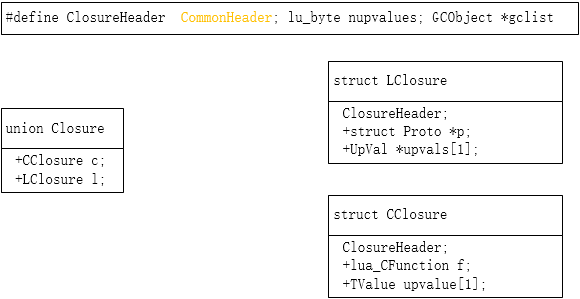 #define ClosureHeader CommonHeader; lu_byte nupvalues; GCObject *gclist
union Closure
+CClosure c;
+LClosure l;
struct LClosure
ClosureHeader;
+struct Proto *p;
+UpVal *upvals[1];
struct CClosure
ClosureHeader;
+lua_CFunction f;
+TValue upvalue[1];